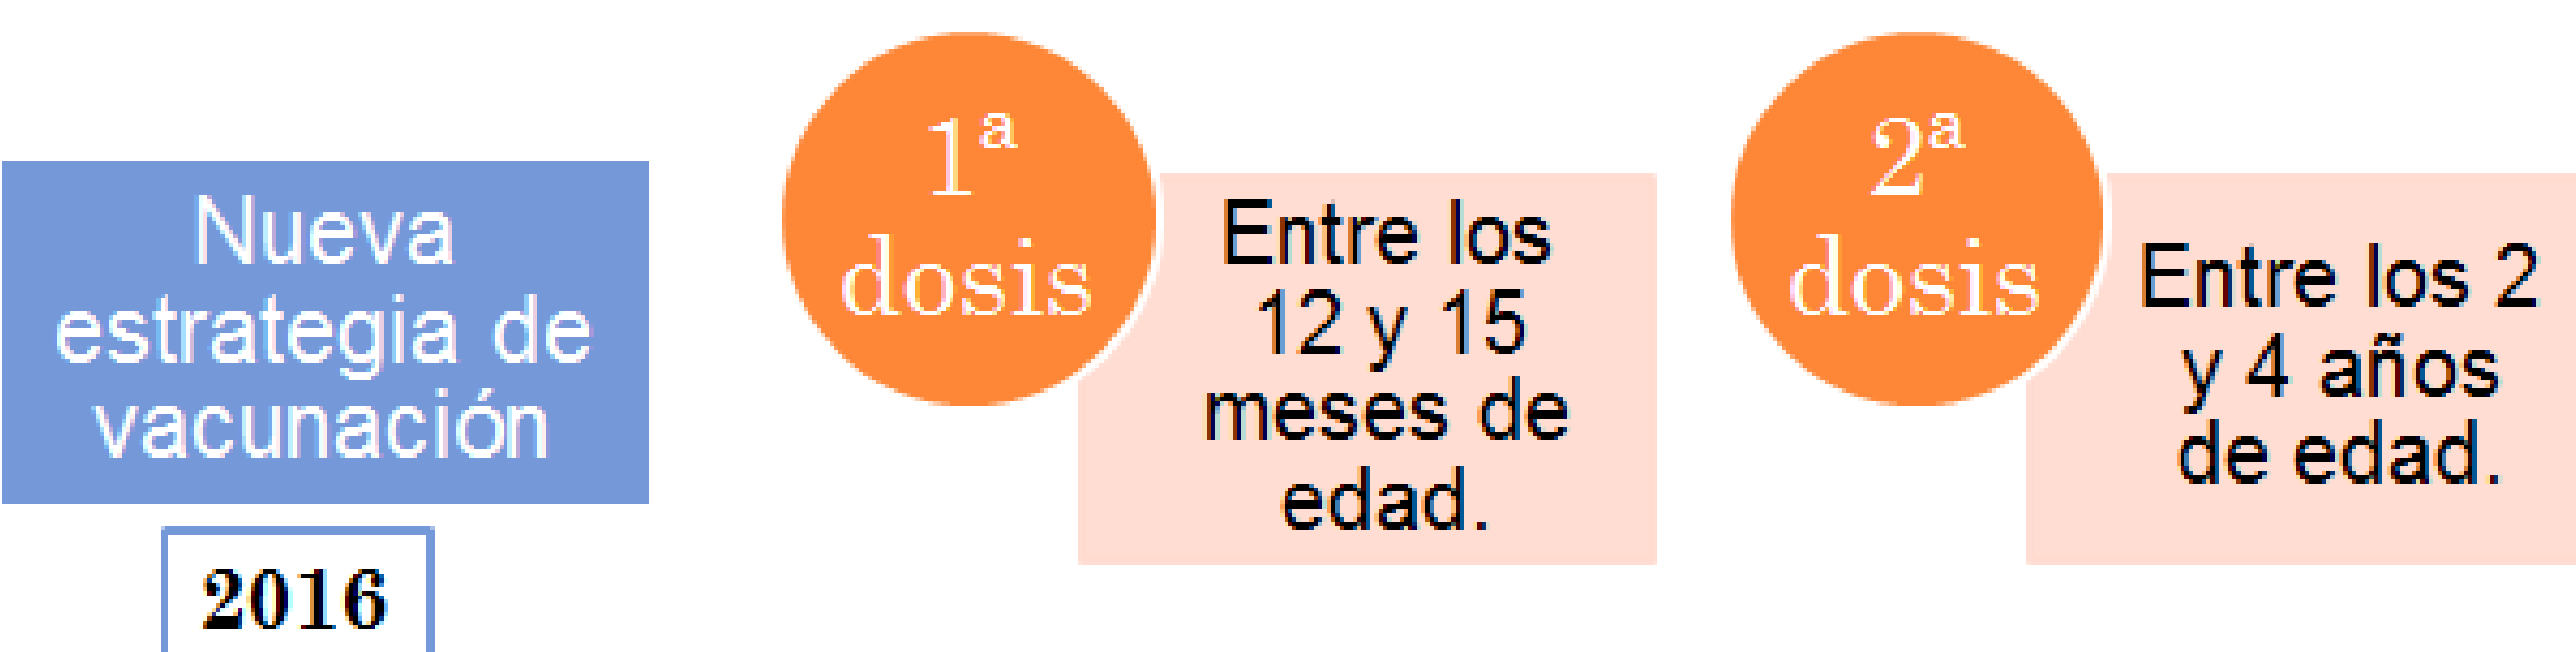 Nueva
estrategia de
vacunación
2016
1ª
dosis
Entre los
12 y 15
meses de
edad.
2ª
dosis
Entre los 2
y 4 años
de edad.